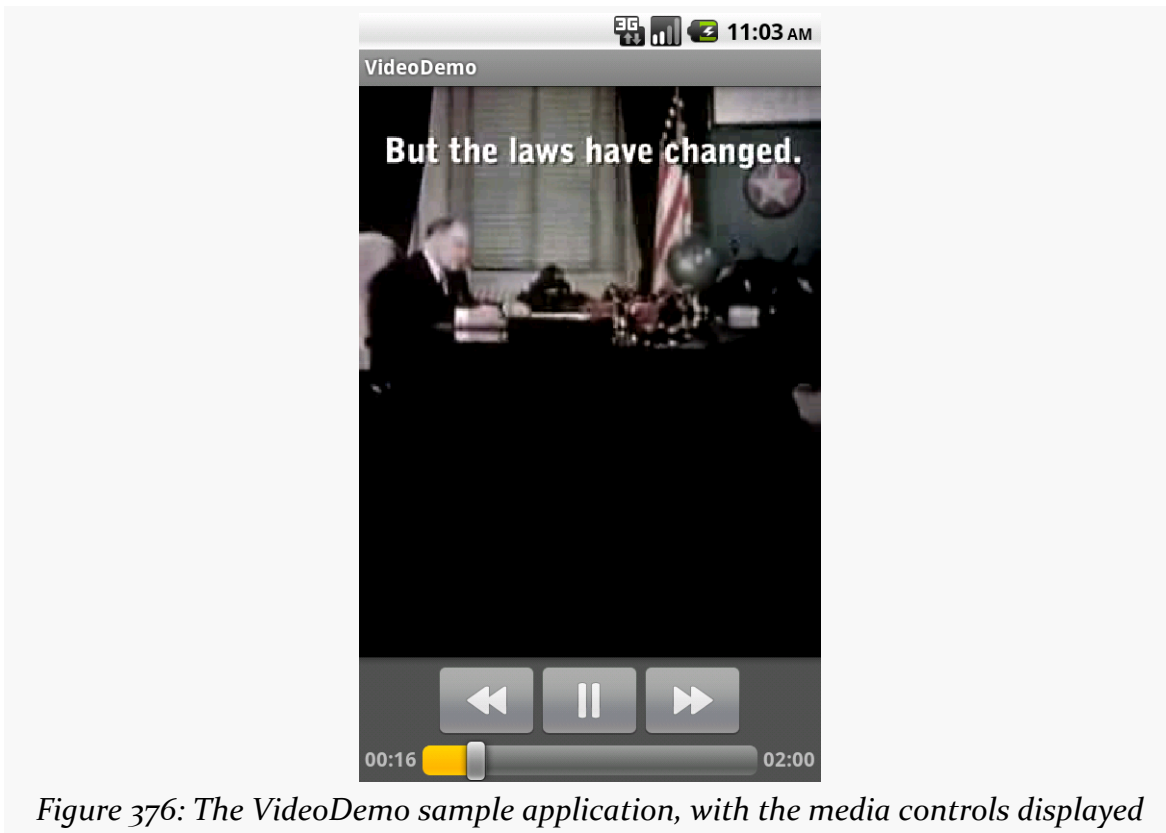 3G 11:03 AM
VideoDemo
But the laws have changed.
00:16 02:00
Figure 376: The VideoDemo sample application, with the media controls displayed